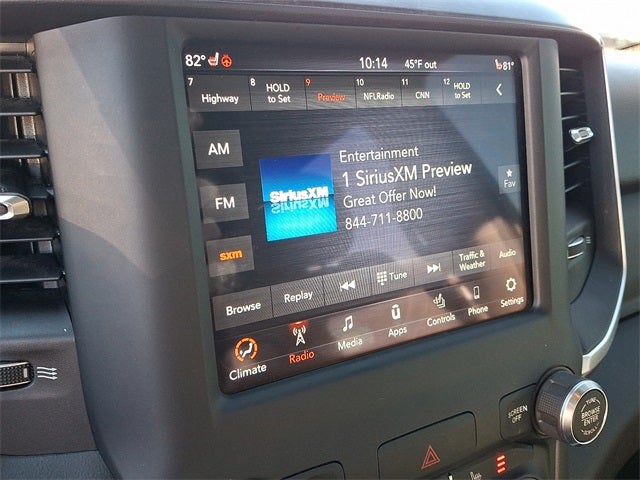 82° 10:14 45°F out 81°
7 Highway
8 HOLD to Set
9 Preview
10 NFLRadio
11 CNN
12 HOLD to Set
AM
FM
sxm
SiriusXM
Entertainment
1 SiriusXM Preview
Great Offer Now!
844-711-8800
Fav
Browse Replay Tune Traffic & Weather Audio
Climate Radio Media Apps Controls Phone Settings
SCREEN OFF
TUNE
BROWSE
ENTER
SCROLL